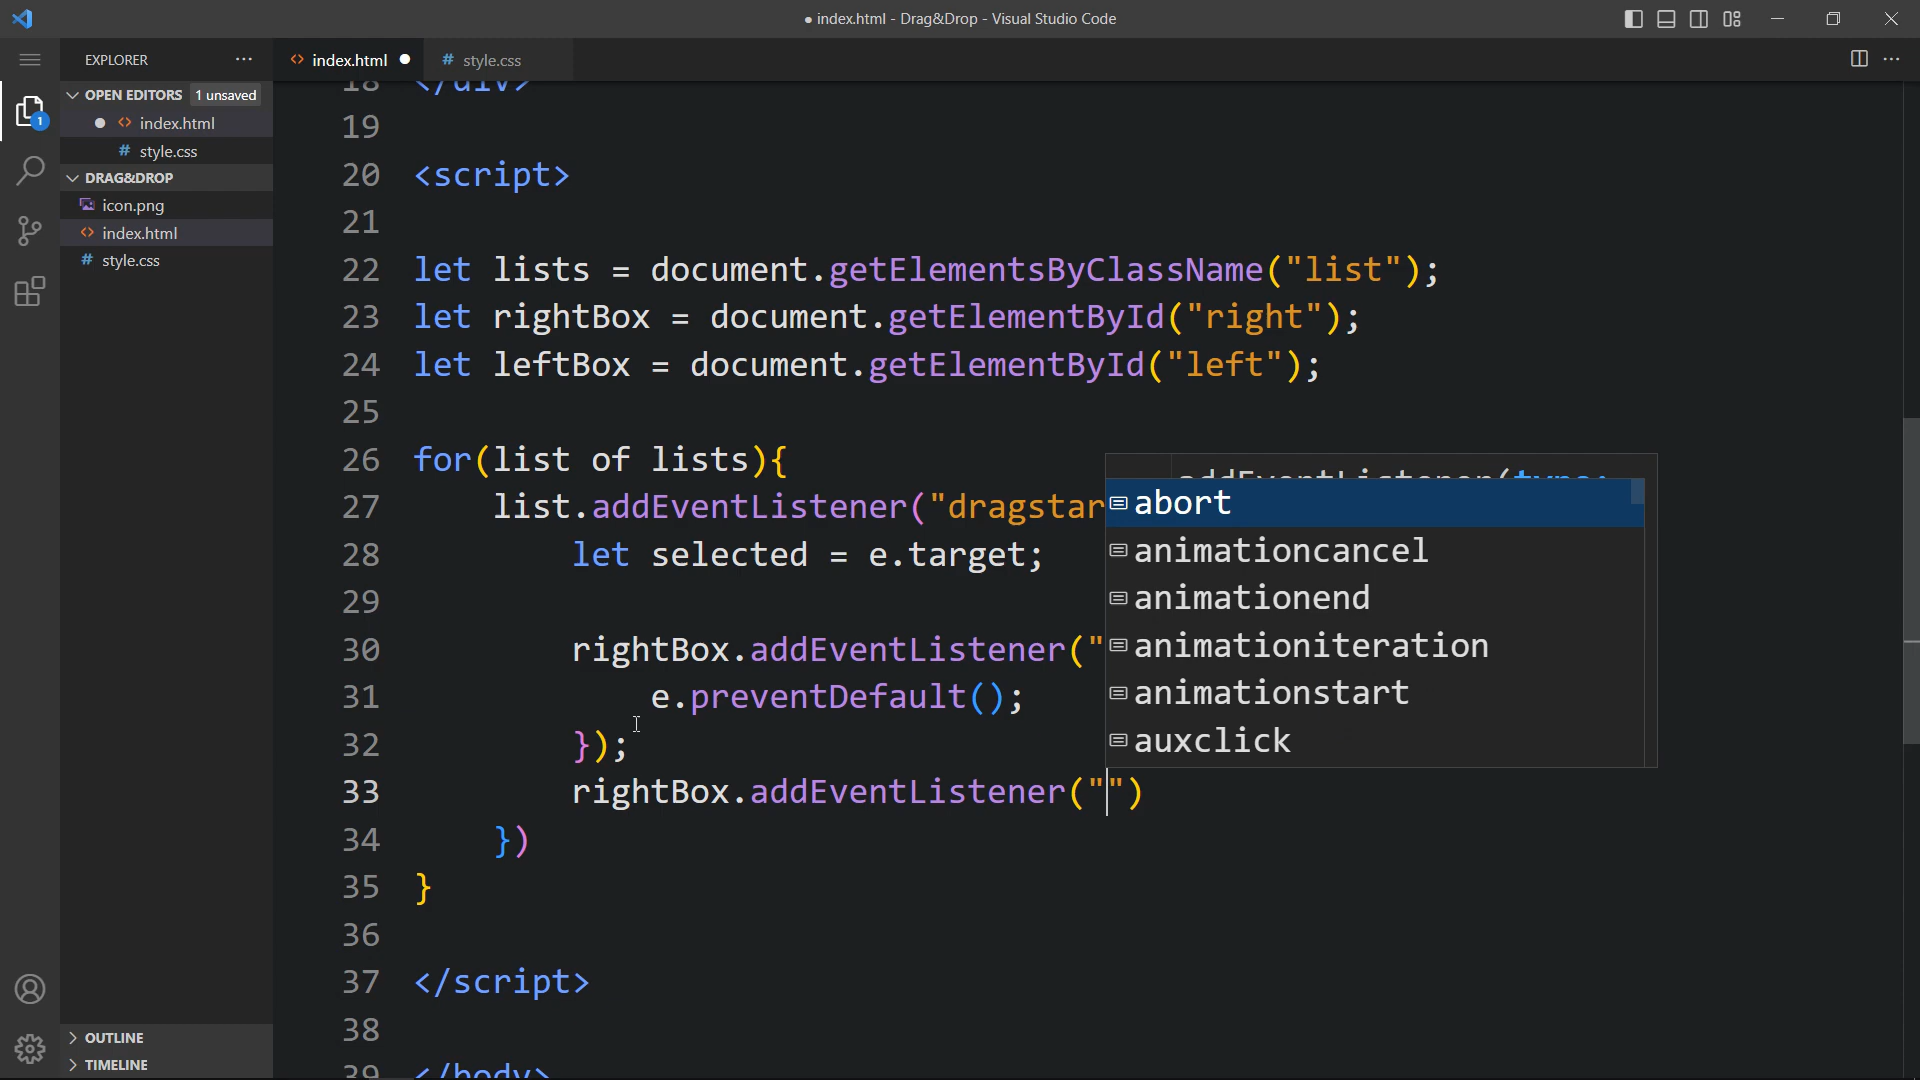 index.html - Drag&Drop - Visual Studio Code
EXPLORER
index.html
style.css
OPEN EDITORS
1 unsaved
index.html
style.css
DRAG&DROP
icon.png
index.html
style.css
OUTLINE
TIMELINE
1
18 </div>
19
20 <script>
21
22 let lists = document.getElementsByClassName("list");
23 let rightBox = document.getElementById("right");
24 let leftBox = document.getElementById("left");
25
26 for(list of lists){
27 list.addEventListener("dragstar
28 let selected = e.target;
29
30 rightBox.addEventListener("
31 e.preventDefault();
32 });
33 rightBox.addEventListener("")
34 })
35 }
36
37 </script>
38
39 </body>
addEventListener(type:
abort
animationcancel
animationend
animationiteration
animationstart
auxclick